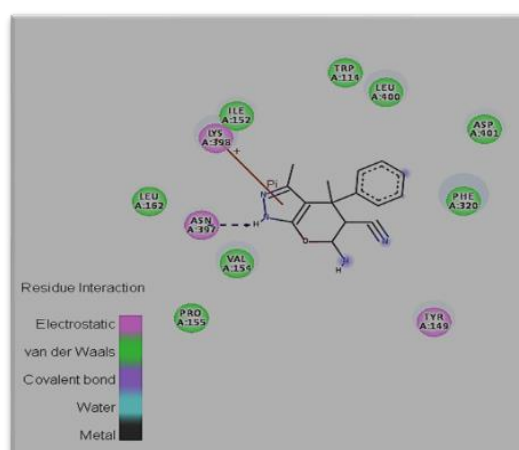 TRP
A:114
LEU
A:400
ILE
A:152
LYS
A:398
ASP
A:401
+
Pi
LEU
A:162
PHE
A:320
N
ASN
A:397
H
N
O
N
N
H
VAL
A:154
PRO
A:155
TYR
A:149
Residue Interaction
Electrostatic
van der Waals
Covalent bond
Water
Metal